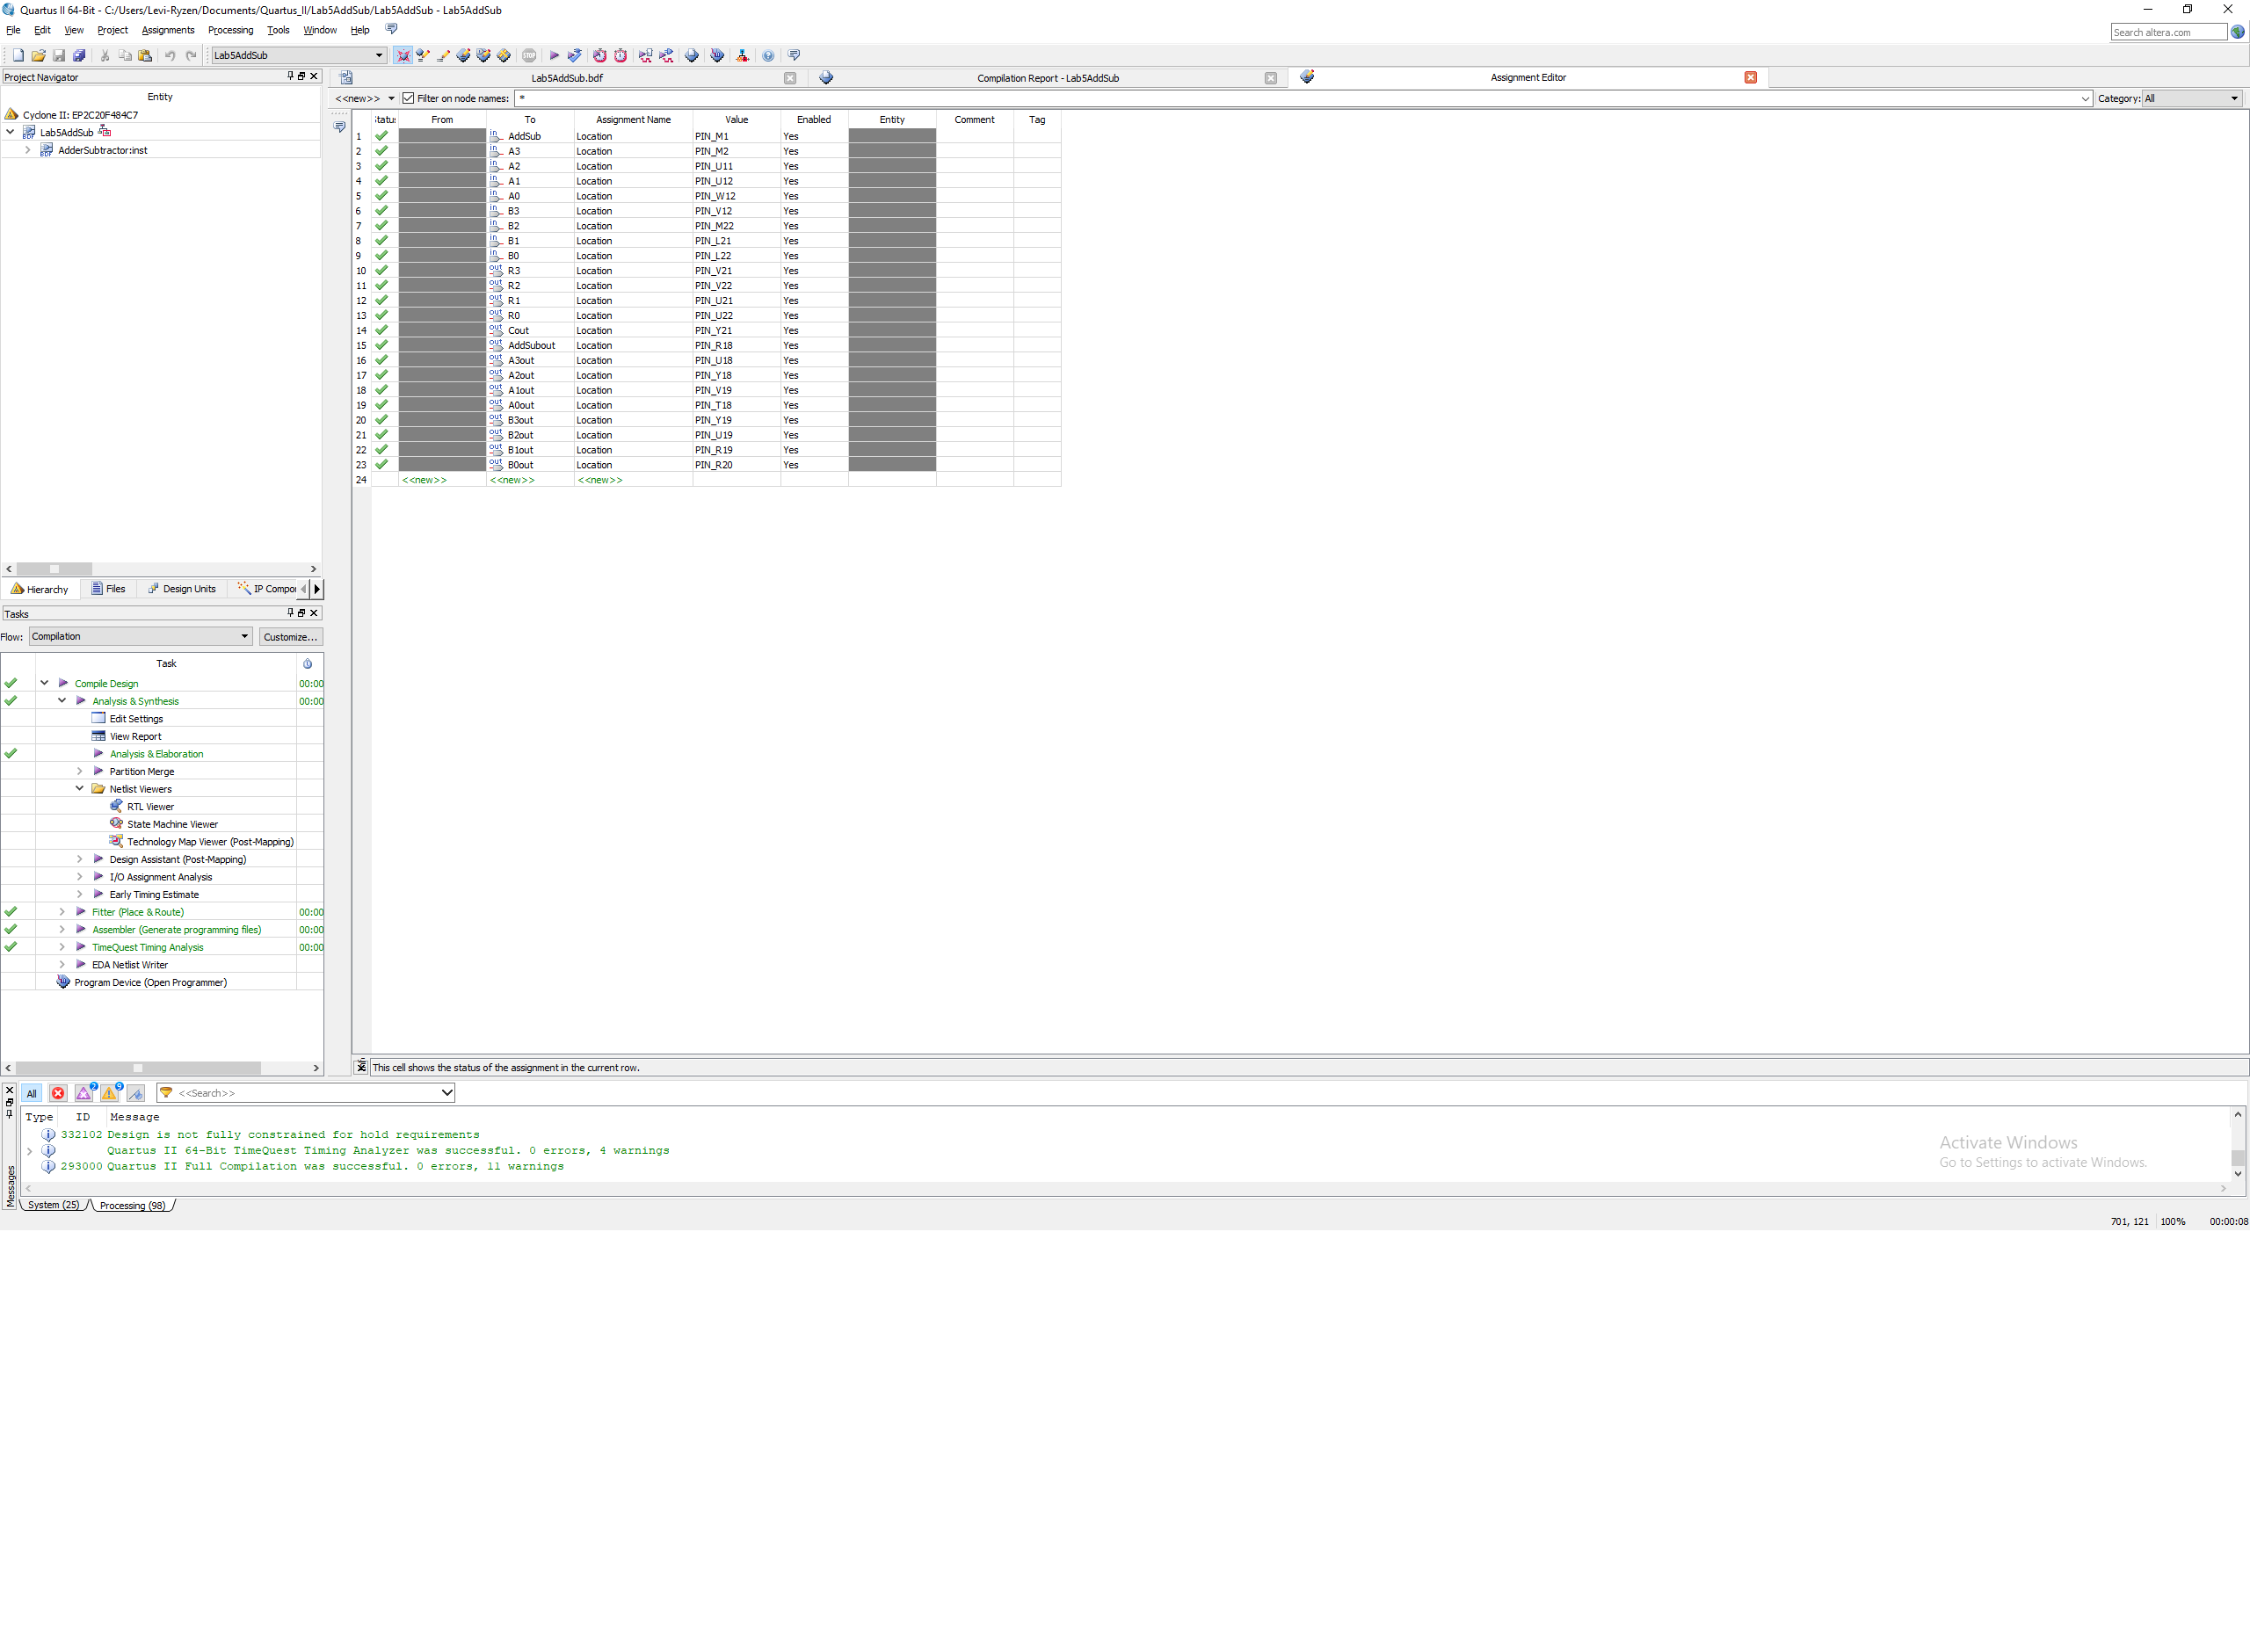 Quartus II 64-Bit - C:/Users/Levi-Ryzen/Documents/Quartus_II/Lab5AddSub/Lab5AddSub - Lab5AddSub
File Edit View Project Assignments Processing Tools Window Help
Search altera.com
Lab5AddSub
Project Navigator
Entity
Cyclone II: EP2C20F484C7
Lab5AddSub
AdderSubtractor:inst
Hierarchy Files Design Units IP Compor
Tasks
Flow: Compilation Customize...
Task
Compile Design 00:00
Analysis & Synthesis 00:00
Edit Settings
View Report
Analysis & Elaboration
Partition Merge
Netlist Viewers
RTL Viewer
State Machine Viewer
Technology Map Viewer (Post-Mapping)
Design Assistant (Post-Mapping)
I/O Assignment Analysis
Early Timing Estimate
Fitter (Place & Route) 00:00
Assembler (Generate programming files) 00:00
TimeQuest Timing Analysis 00:00
EDA Netlist Writer
Program Device (Open Programmer)
Lab5AddSub.bdf Compilation Report - Lab5AddSub Assignment Editor
<<new>> Filter on node names: * Category: All
Status From To Assignment Name Value Enabled Entity Comment Tag
1 in AddSub Location PIN_M1 Yes
2 in A3 Location PIN_M2 Yes
3 in A2 Location PIN_U11 Yes
4 in A1 Location PIN_U12 Yes
5 in A0 Location PIN_W12 Yes
6 in B3 Location PIN_V12 Yes
7 in B2 Location PIN_M22 Yes
8 in B1 Location PIN_L21 Yes
9 in B0 Location PIN_L22 Yes
10 out R3 Location PIN_V21 Yes
11 out R2 Location PIN_V22 Yes
12 out R1 Location PIN_U21 Yes
13 out R0 Location PIN_U22 Yes
14 out Cout Location PIN_Y21 Yes
15 out AddSubout Location PIN_R18 Yes
16 out A3out Location PIN_U18 Yes
17 out A2out Location PIN_Y18 Yes
18 out A1out Location PIN_V19 Yes
19 out A0out Location PIN_T18 Yes
20 out B3out Location PIN_Y19 Yes
21 out B2out Location PIN_U19 Yes
22 out B1out Location PIN_R19 Yes
23 out B0out Location PIN_R20 Yes
24 <<new>> <<new>> <<new>>
This cell shows the status of the assignment in the current row.
All 2 9 <<Search>>
Type ID Message
332102 Design is not fully constrained for hold requirements
Quartus II 64-Bit TimeQuest Timing Analyzer was successful. 0 errors, 4 warnings
293000 Quartus II Full Compilation was successful. 0 errors, 11 warnings
Messages
System (25) Processing (98)
Activate Windows
Go to Settings to activate Windows.
701, 121 100% 00:00:08